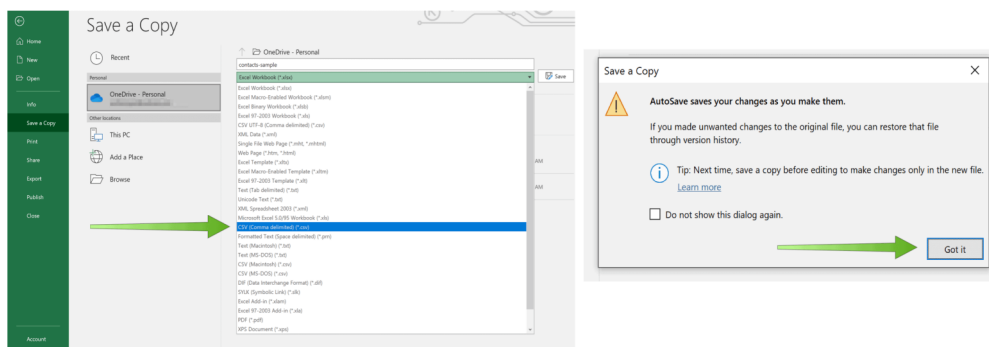 Save a Copy
Home
New
Open
Info
Save a Copy
Print
Share
Export
Publish
Close
Account
Recent
Personal
OneDrive - Personal
Other locations
This PC
Add a Place
Browse
OneDrive - Personal
contacts-sample
Excel Workbook (*.xlsx)
Save
Excel Workbook (*.xlsx)
Excel Macro-Enabled Workbook (*.xlsm)
Excel Binary Workbook (*.xlsb)
Excel 97-2003 Workbook (*.xls)
CSV UTF-8 (Comma delimited) (*.csv)
XML Data (*.xml)
Single File Web Page (*.mht, *.mhtml)
Web Page (*.htm, *.html)
Excel Template (*.xltx)
Excel Macro-Enabled Template (*.xltm)
Excel 97-2003 Template (*.xlt)
Text (Tab delimited) (*.txt)
Unicode Text (*.txt)
XML Spreadsheet 2003 (*.xml)
Microsoft Excel 5.0/95 Workbook (*.xls)
CSV (Comma delimited) (*.csv)
Formatted Text (Space delimited) (*.prn)
Text (Macintosh) (*.txt)
Text (MS-DOS) (*.txt)
CSV (Macintosh) (*.csv)
CSV (MS-DOS) (*.csv)
DIF (Data Interchange Format) (*.dif)
SYLK (Symbolic Link) (*.slk)
Excel Add-in (*.xlam)
Excel 97-2003 Add-in (*.xla)
PDF (*.pdf)
XPS Document (*.xps)
AM
AM
Save a Copy
AutoSave saves your changes as you make them.
If you made unwanted changes to the original file, you can restore that file
through version history.
Tip: Next time, save a copy before editing to make changes only in the new file.
Learn more
Do not show this dialog again.
Got it